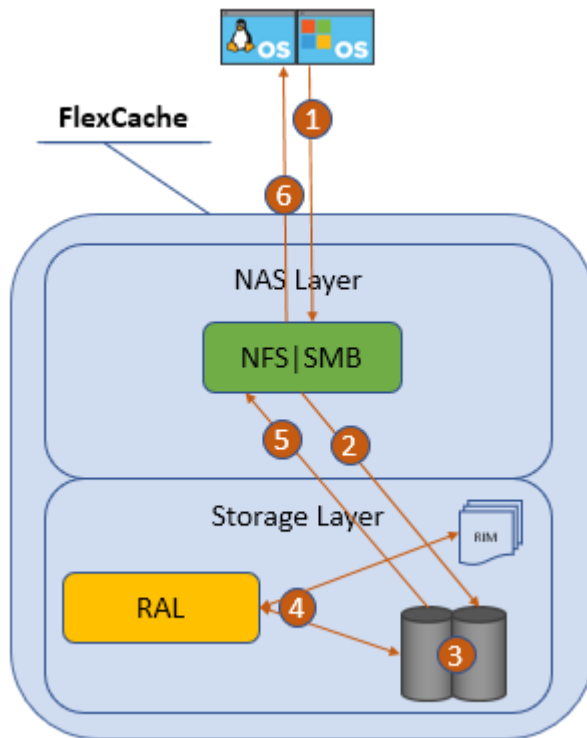 OS OS
FlexCache
1
6
NAS Layer
NFS|SMB
5
2
Storage Layer
RIM
RAL
4
3